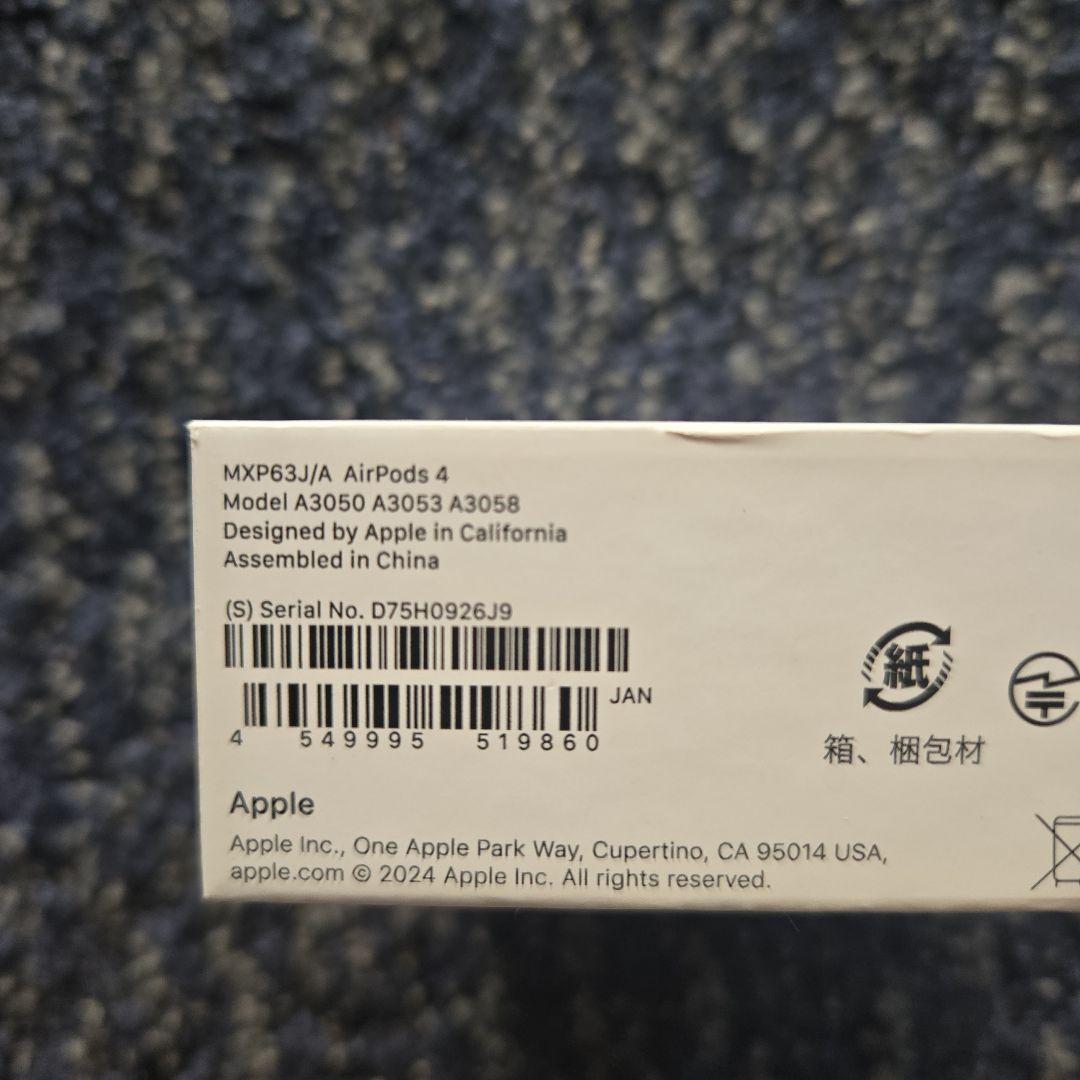 MXP63J/A AirPods 4
Model A3050 A3053 A3058
Designed by Apple in California
Assembled in China
(S) Serial No. D75H0926J9
JAN
4 549995 519860
紙
箱、梱包材
Apple
Apple Inc., One Apple Park Way, Cupertino, CA 95014 USA,
apple.com © 2024 Apple Inc. All rights reserved.